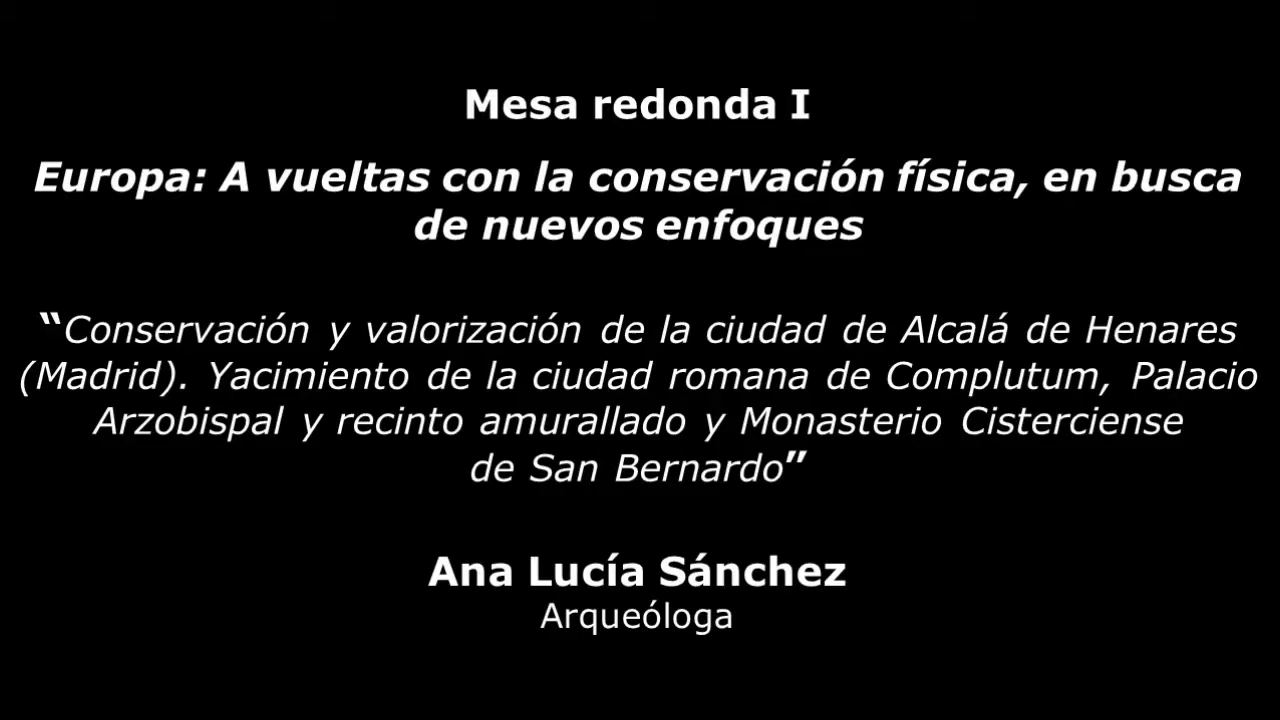 Mesa redonda I
Europa: A vueltas con la conservación física, en busca
de nuevos enfoques
“Conservación y valorización de la ciudad de Alcalá de Henares
(Madrid). Yacimiento de la ciudad romana de Complutum, Palacio
Arzobispal y recinto amurallado y Monasterio Cisterciense
de San Bernardo”
Ana Lucía Sánchez
Arqueóloga